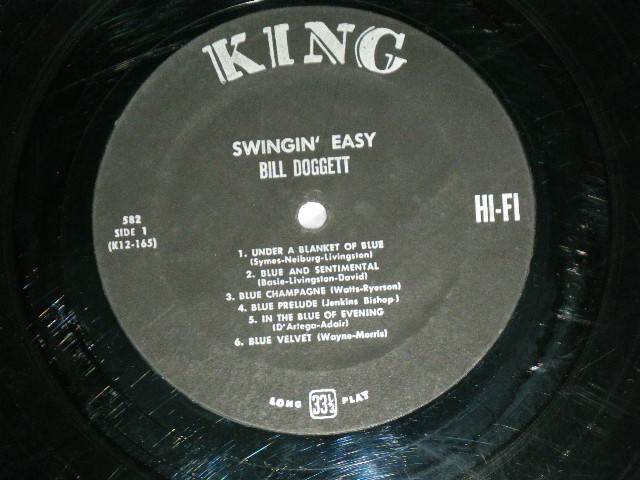 KING
SWINGIN' EASY
BILL DOGGETT
582
SIDE 1
(K12-165)
HI-FI
1. UNDER A BLANKET OF BLUE
(Symes-Neiburg-Livingston)
2. BLUE AND SENTIMENTAL
(Basie-Livingston-David)
3. BLUE CHAMPAGNE (Watts-Ryerson)
4. BLUE PRELUDE (Jenkins Bishop)
5. IN THE BLUE OF EVENING
(D'Artega-Adair)
6. BLUE VELVET (Wayne-Morris)
LONG 33 1/3 PLAY